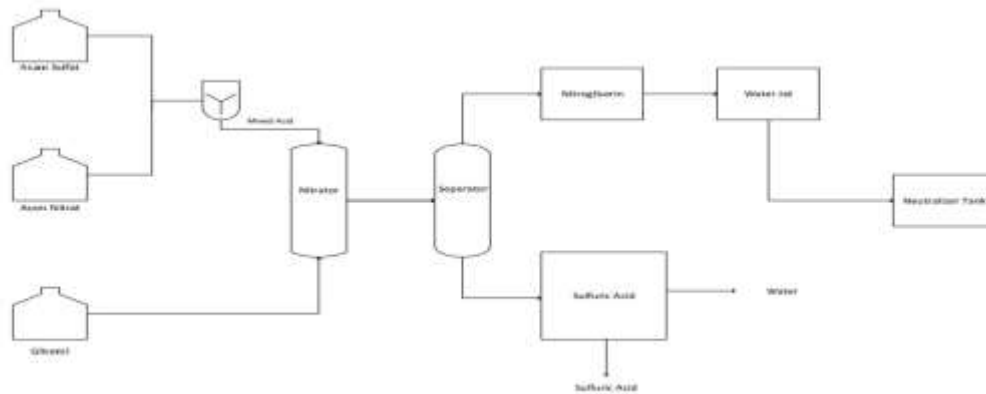 Asam Sulfat
Mixed Acid
Asam Nitrat
Gliserol
Nitrator
Separator
Nitrogliserin
Water Jet
Neutralizer Tank
Sulfuric Acid
Water
Sulfuric Acid